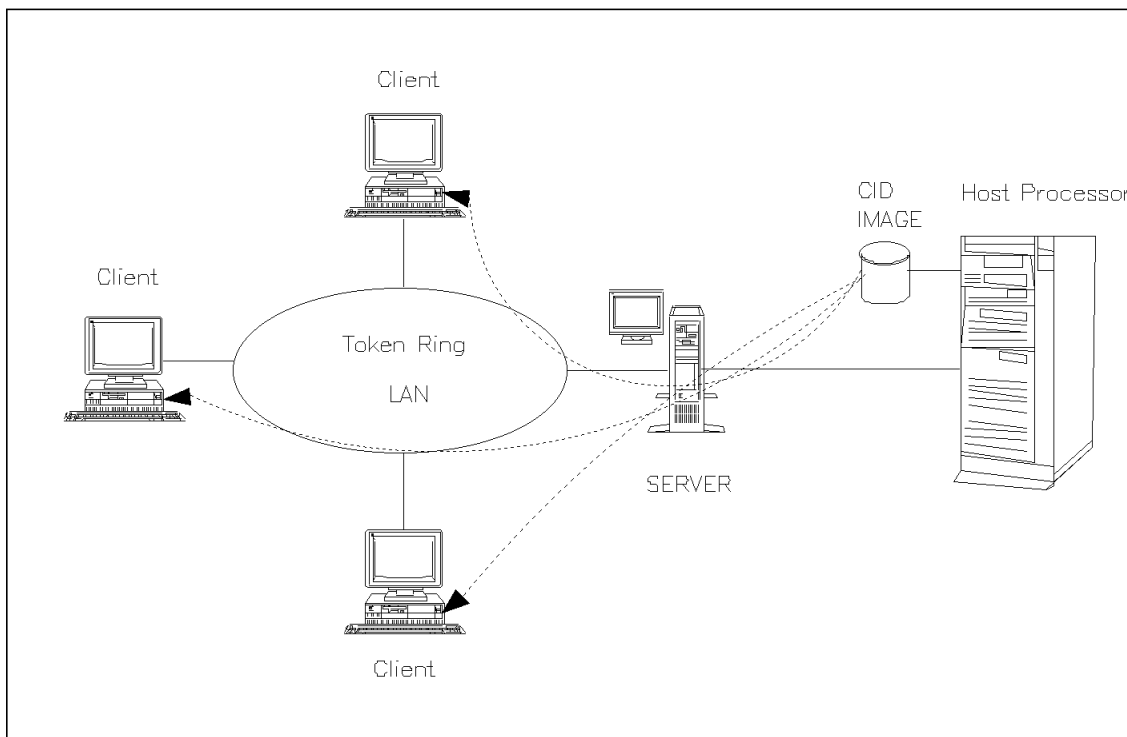 Client
CID
IMAGE
Host Processor
Client
Token Ring
LAN
SERVER
Client